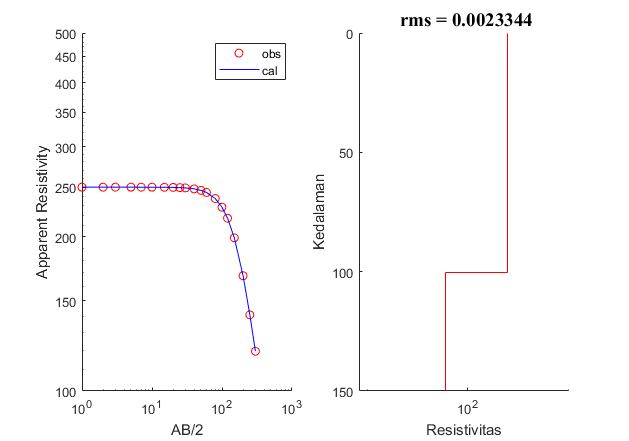 rms = 0.0023344
500
450
400
350
300
250
200
150
100
Apparent Resistivity
obs
cal
10^0
10^1
10^2
10^3
AB/2
0
50
100
150
Kedalaman
10^2
Resistivitas